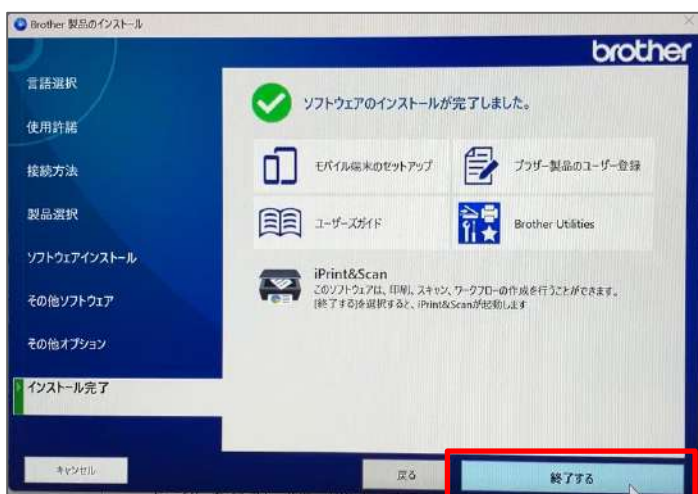 Brother 製品のインストール
brother
言語選択
使用許諾
接続方法
製品選択
ソフトウェアインストール
その他ソフトウェア
その他オプション
インストール完了
ソフトウェアのインストールが完了しました。
モバイル端末のセットアップ
ブラザー製品のユーザー登録
ユーザーズガイド
Brother Utilities
iPrint&Scan
このソフトウェアは、印刷、スキャン、ワークフローの作成を行うことができます。
[終了する]を選択すると、iPrint&Scanが起動します
キャンセル
戻る
終了する